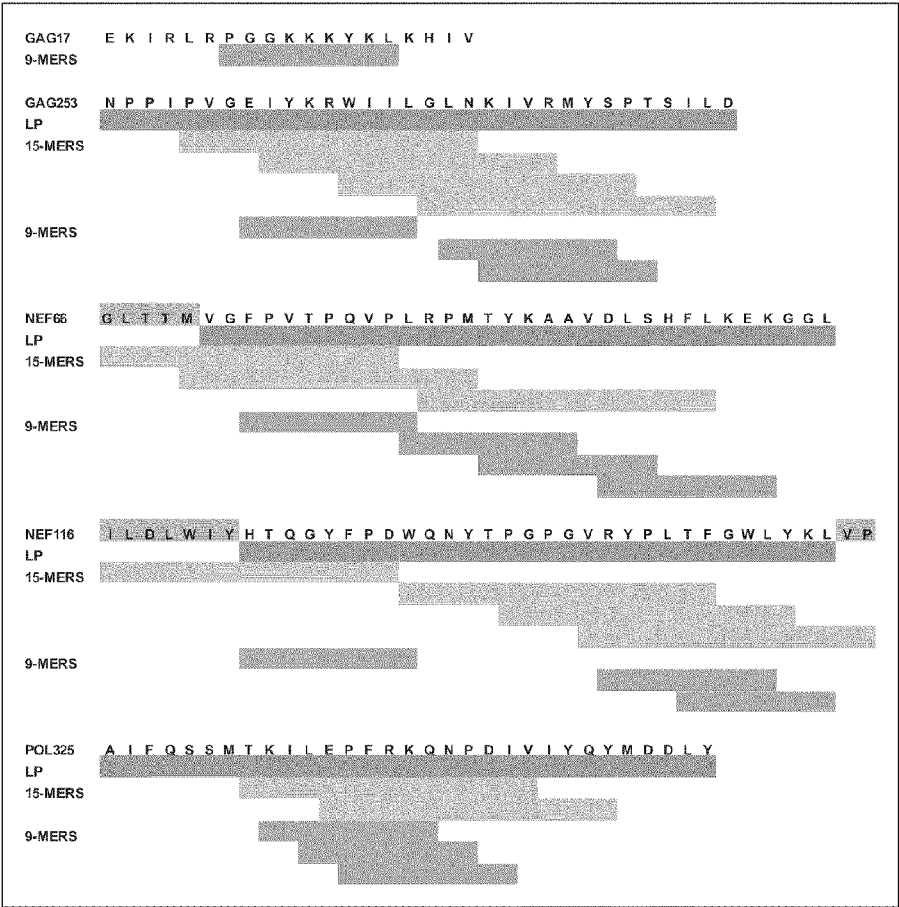 GAG17 E K I R L R P G G K K K Y K L K H I V
9-MERS
GAG253 N P P I P V G E I Y K R W I I L G L N K I V R M Y S P T S I L D
LP
15-MERS
9-MERS
NEF66 G L T T M V G F P V T P Q V P L R P M T Y K A A V D L S H F L K E K G G L
LP
15-MERS
9-MERS
NEF116 I L D L W I Y H T Q G Y F P D W Q N Y T P G P G V R Y P L T F G W L Y K L V P
LP
15-MERS
9-MERS
POL325 A I F Q S S M T K I L E P F R K Q N P D I V I Y Q Y M D D L Y
LP
15-MERS
9-MERS